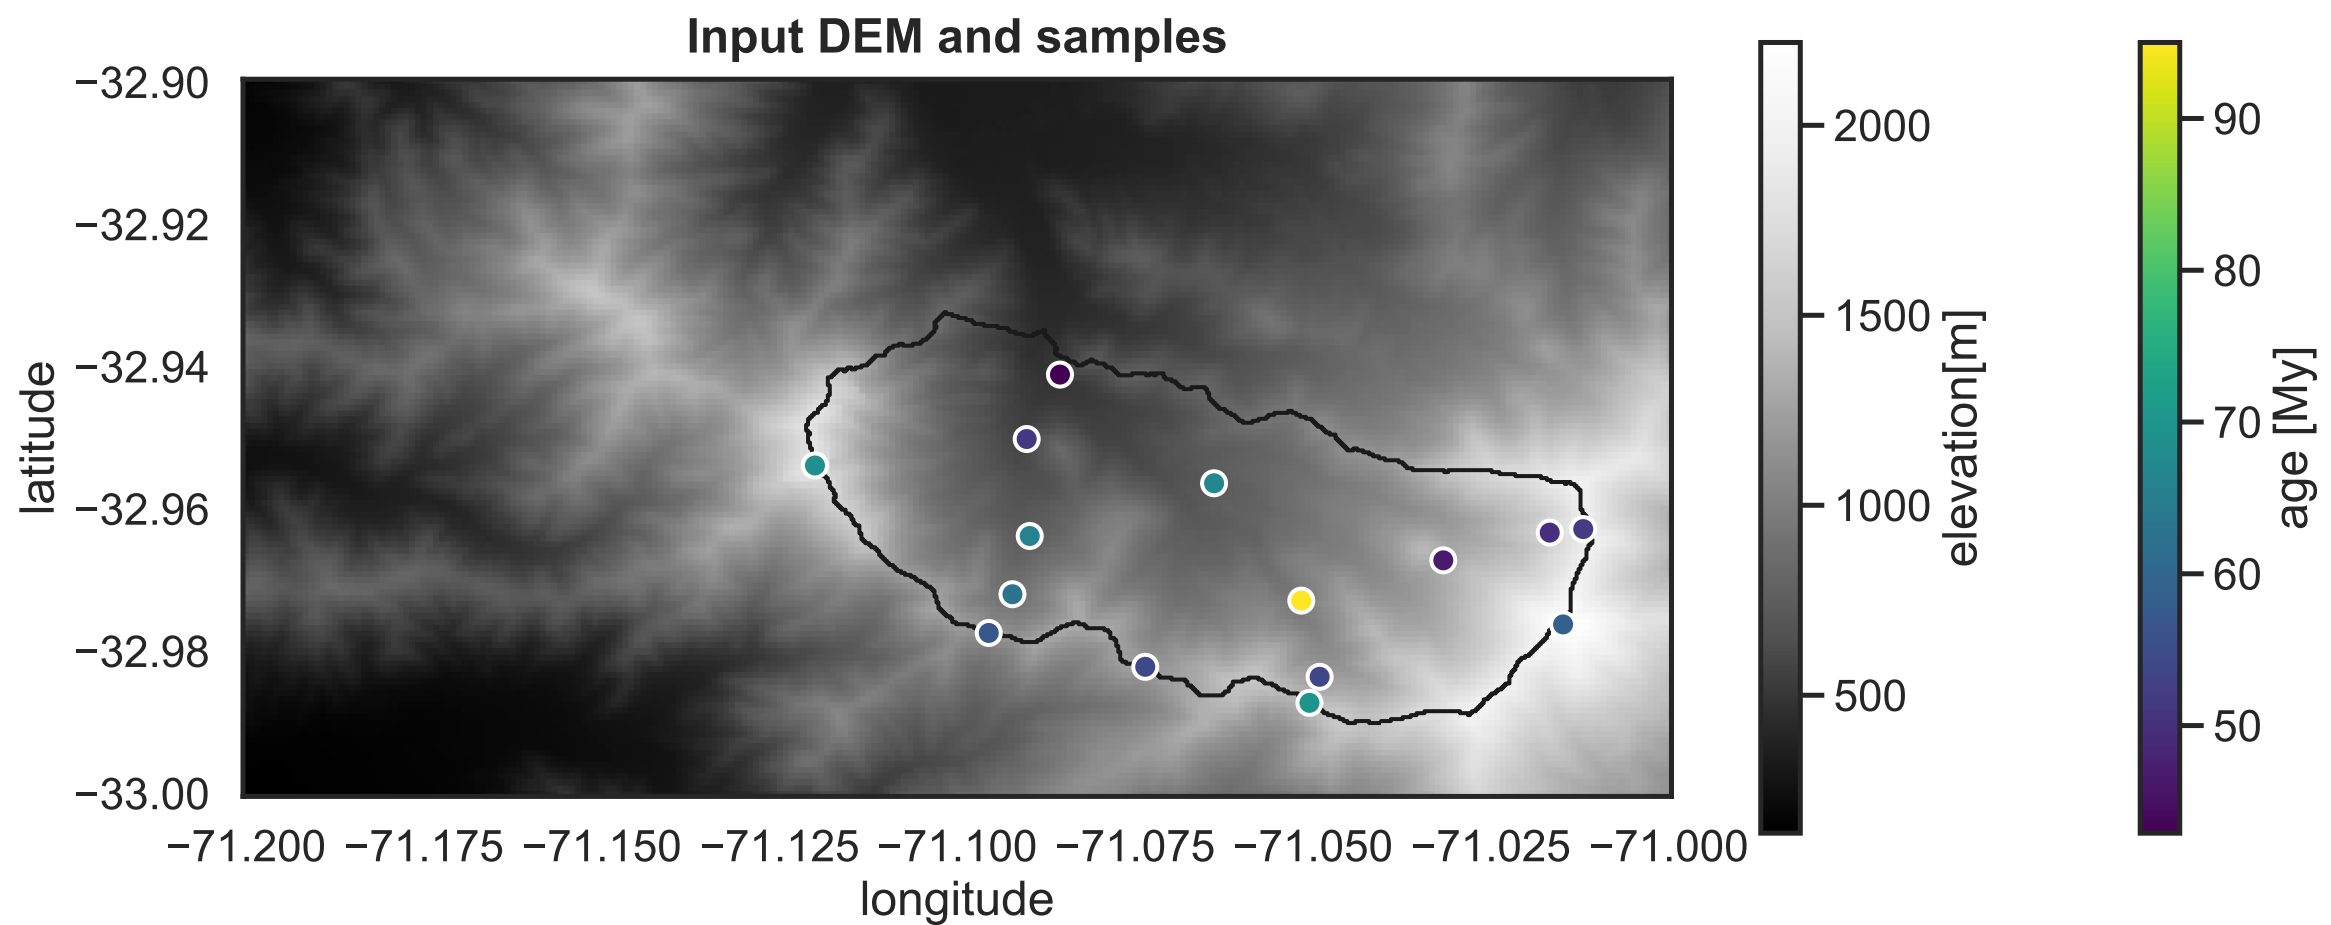 Input DEM and samples
−32.90
−32.92
−32.94
−32.96
−32.98
−33.00
latitude
−71.200 −71.175 −71.150 −71.125 −71.100 −71.075 −71.050 −71.025 −71.000
longitude
2000
1500
1000
500
elevation[m]
90
80
70
60
50
age [My]